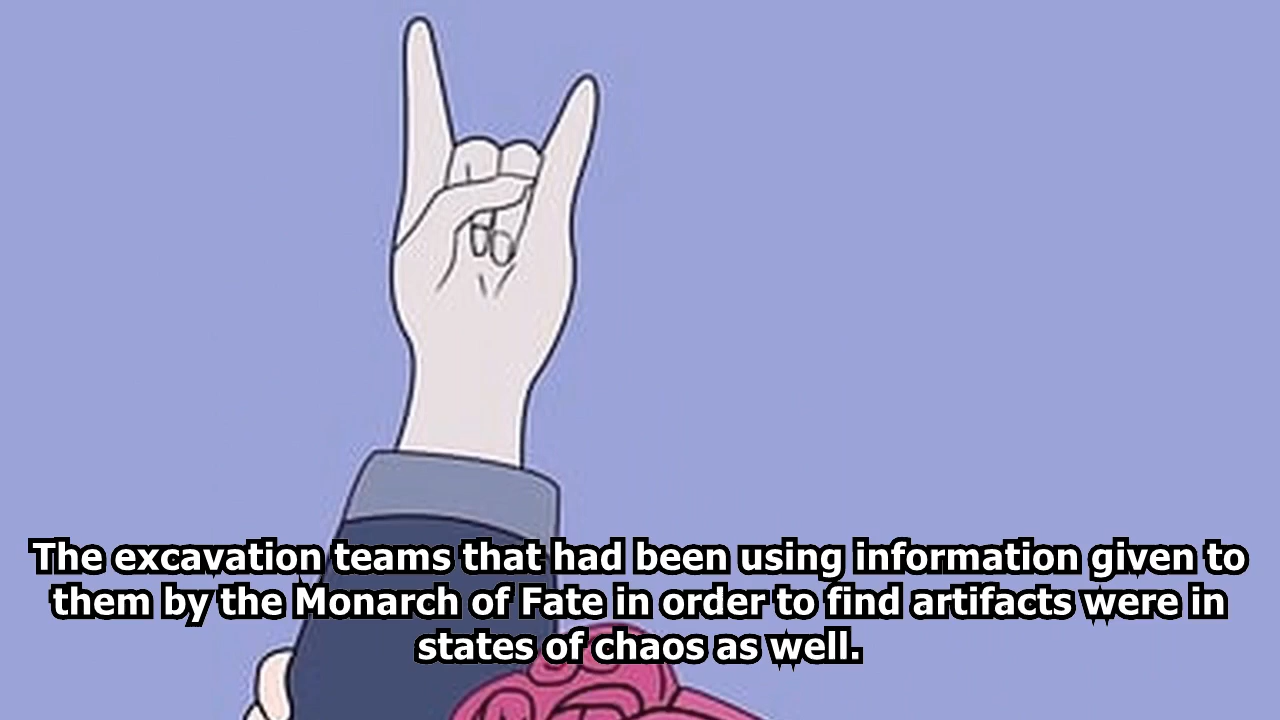 The excavation teams that had been using information given to
them by the Monarch of Fate in order to find artifacts were in
states of chaos as well.